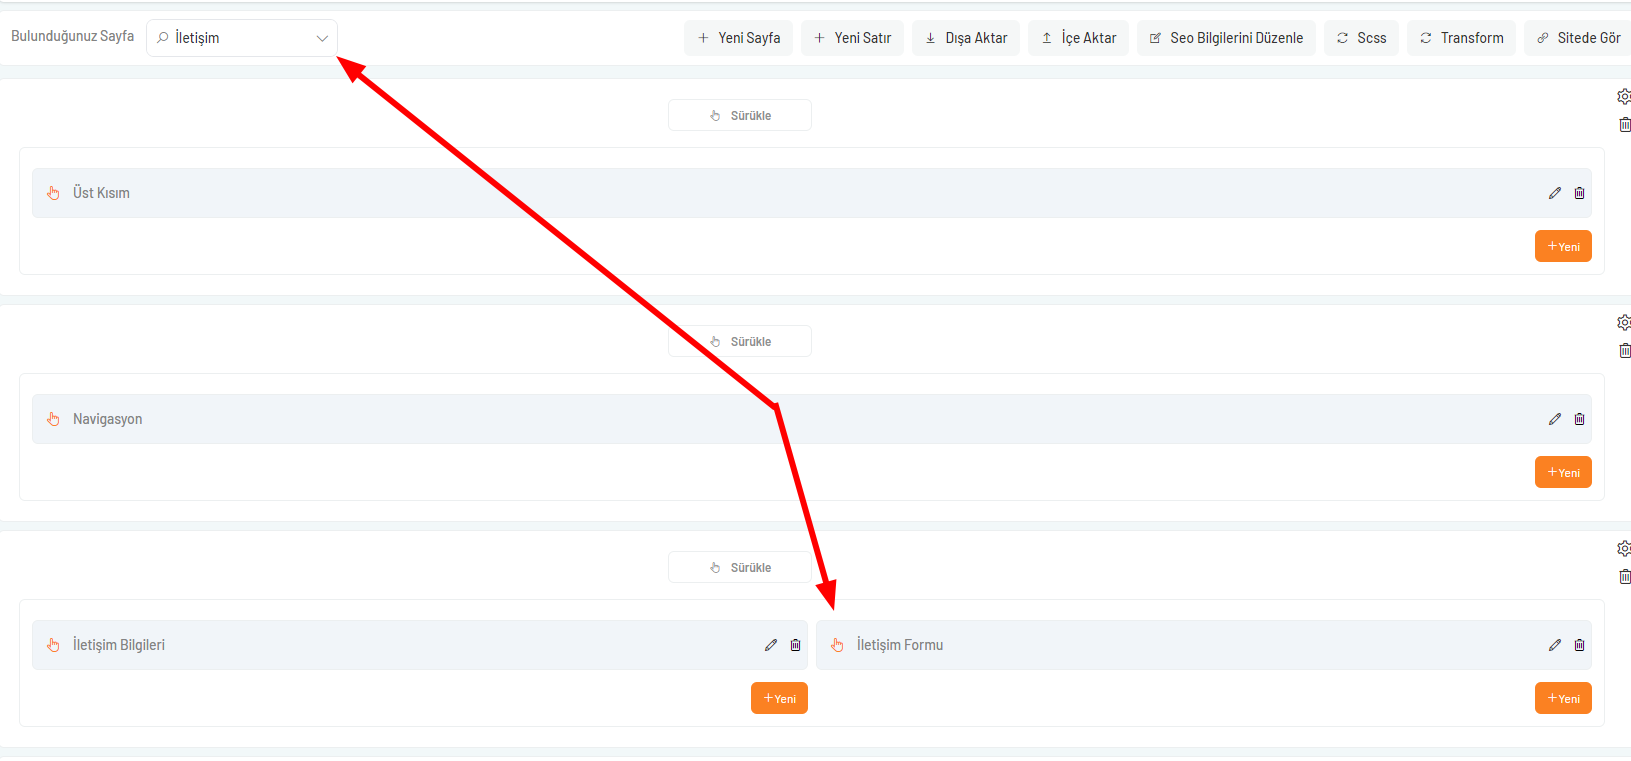 Bulunduğunuz Sayfa İletişim Yeni Sayfa Yeni Satır Dışa Aktar İçe Aktar Seo Bilgilerini Düzenle Scss Transform Sitede Gör
Sürükle
Üst Kısım
Yeni
Sürükle
Navigasyon
Yeni
Sürükle
İletişim Bilgileri İletişim Formu
Yeni Yeni